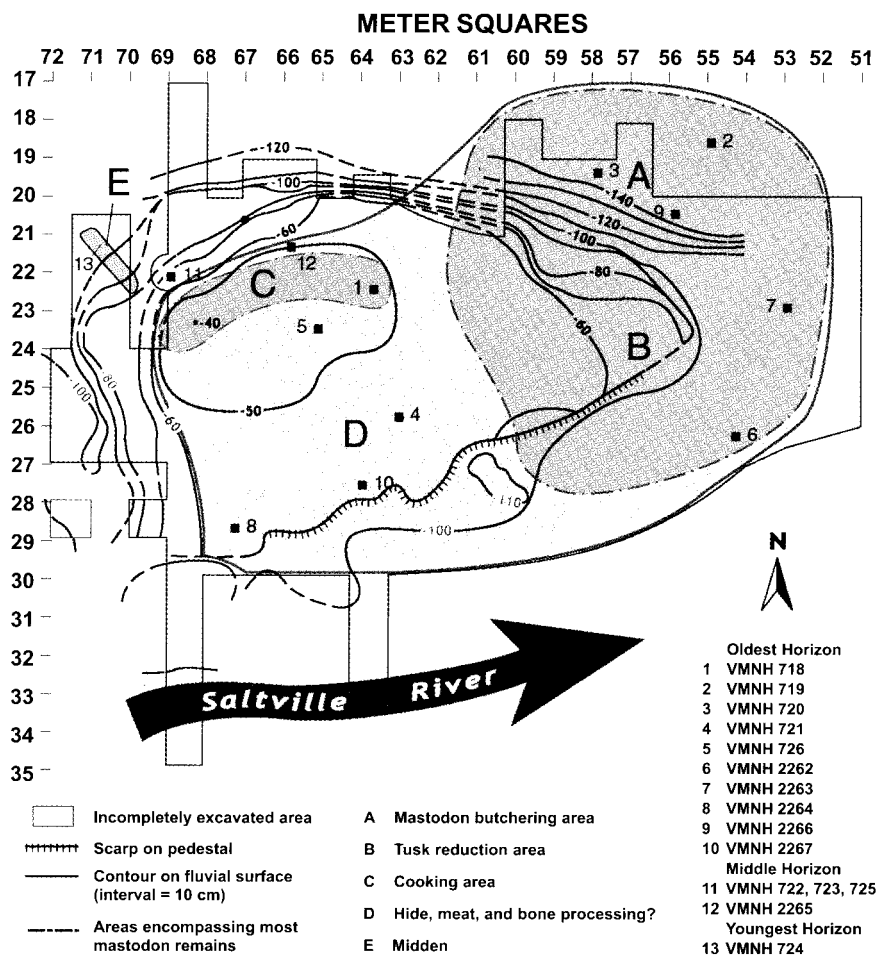 METER SQUARES
72 71 70 69 68 67 66 65 64 63 62 61 60 59 58 57 56 55 54 53 52 51
17
18
19
20
21
22
23
24
25
26
27
28
29
30
31
32
33
34
35
-120
-100
-60
-40
-50
-60
-80
-100
-140
-120
-100
-80
-60
-100
-110
E
A
C
B
D
2
3
9
13
11
12
1
5
7
4
6
10
8
N
Saltville River
Incompletely excavated area
Scarp on pedestal
Contour on fluvial surface
(interval = 10 cm)
Areas encompassing most
mastodon remains
A Mastodon butchering area
B Tusk reduction area
C Cooking area
D Hide, meat, and bone processing?
E Midden
Oldest Horizon
1 VMNH 718
2 VMNH 719
3 VMNH 720
4 VMNH 721
5 VMNH 726
6 VMNH 2262
7 VMNH 2263
8 VMNH 2264
9 VMNH 2266
10 VMNH 2267
Middle Horizon
11 VMNH 722, 723, 725
12 VMNH 2265
Youngest Horizon
13 VMNH 724